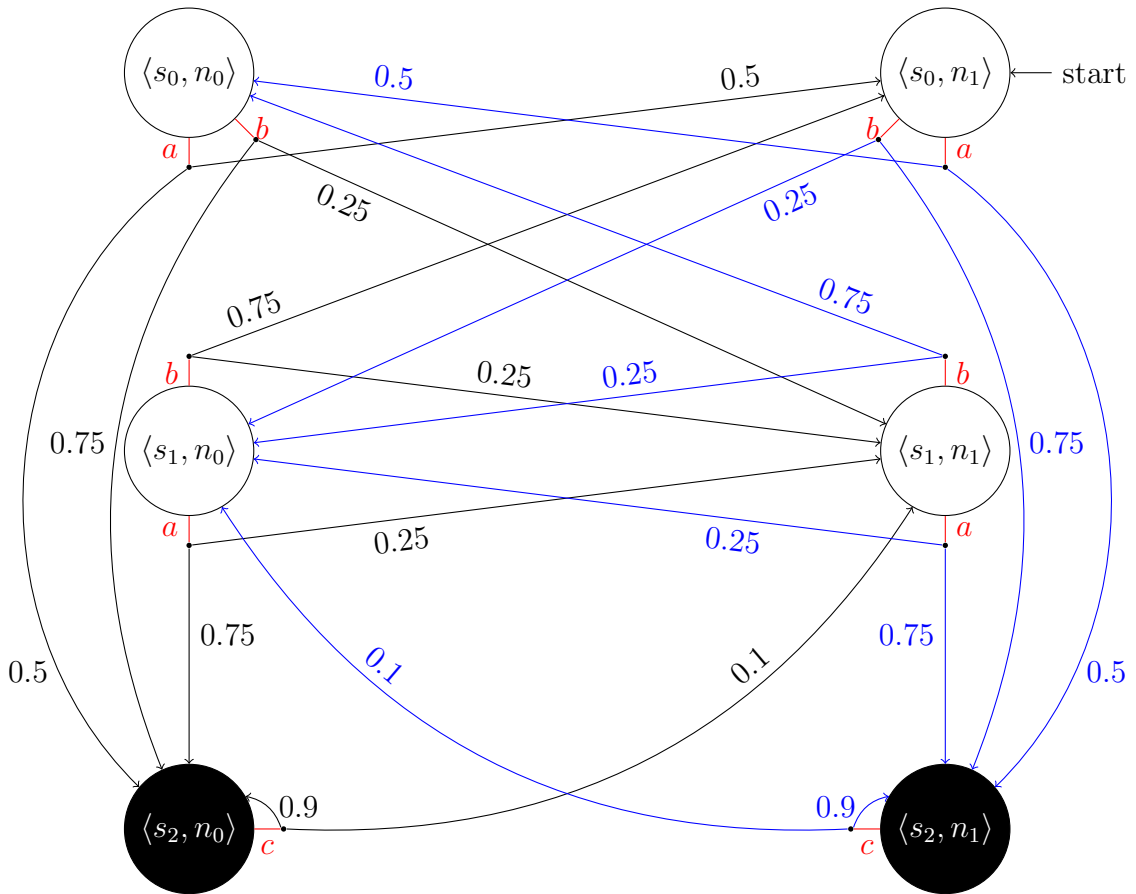 ⟨s₀, n₀⟩
⟨s₀, n₁⟩
start
0.5
0.5
b
b
a
a
0.25
0.25
0.75
0.75
b
b
0.25
0.25
⟨s₁, n₀⟩
⟨s₁, n₁⟩
0.75
0.75
a
a
0.25
0.25
0.75
0.75
0.5
0.1
0.1
0.5
0.9
0.9
⟨s₂, n₀⟩
⟨s₂, n₁⟩
c
c